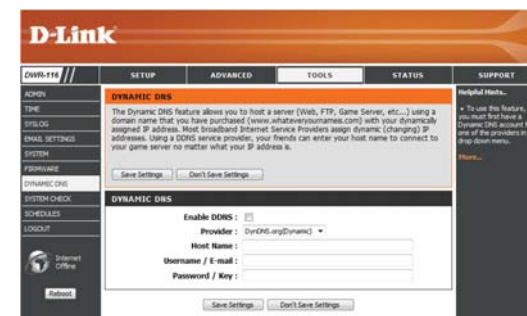 D-Link
DWR-116 //
SETUP
ADVANCED
TOOLS
STATUS
SUPPORT
ADMIN
TIME
SYSLOG
EMAIL SETTINGS
SYSTEM
FIRMWARE
DYNAMIC DNS
SYSTEM CHECK
SCHEDULES
LOGOUT
Internet
Offline
Reboot
DYNAMIC DNS
The Dynamic DNS feature allows you to host a server (Web, FTP, Game Server, etc...) using a
domain name that you have purchased (www.whateveryournameis.com) with your dynamically
assigned IP address. Most broadband Internet Service Providers assign dynamic (changing) IP
addresses. Using a DDNS service provider, your friends can enter your host name to connect to
your game server no matter what your IP address is.
Save Settings
Don't Save Settings
DYNAMIC DNS
Enable DDNS :
Provider : DynDNS.org(Dynamic)
Host Name :
Username / E-mail :
Password / Key :
Save Settings
Don't Save Settings
Helpful Hints..
• To use this feature,
you must first have a
Dynamic DNS account
one of the providers in
drop down menu.
More...